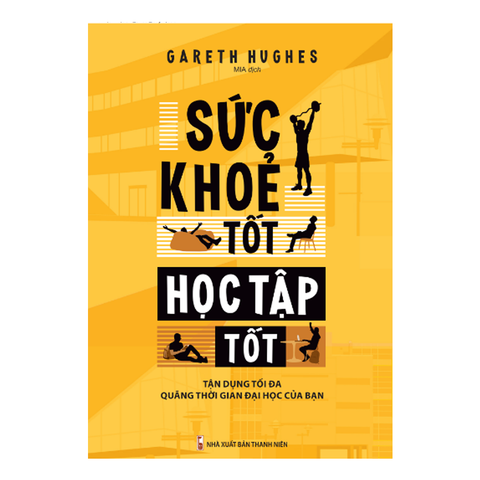 GARETH HUGHES
MIA dịch
SỨC
KHOẺ
TỐT
HỌC TẬP
TỐT
TẬN DỤNG TỐI ĐA
QUÃNG THỜI GIAN ĐẠI HỌC CỦA BẠN
NHÀ XUẤT BẢN THANH NIÊN